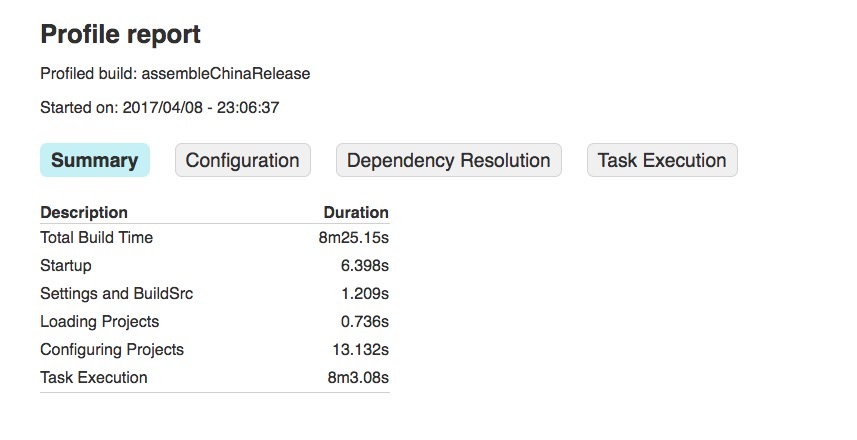 Profile report
Profiled build: assembleChinaRelease
Started on: 2017/04/08 - 23:06:37
Summary Configuration Dependency Resolution Task Execution
Description Duration
Total Build Time 8m25.15s
Startup 6.398s
Settings and BuildSrc 1.209s
Loading Projects 0.736s
Configuring Projects 13.132s
Task Execution 8m3.08s